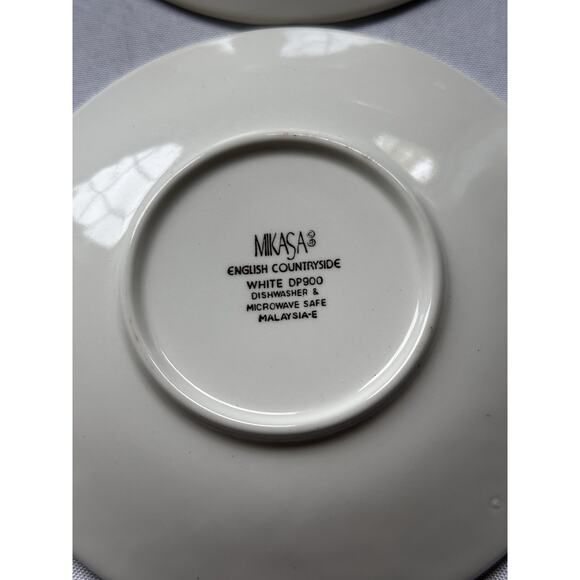 MIKASA
ENGLISH COUNTRYSIDE
WHITE DP900
DISHWASHER &
MICROWAVE SAFE
MALAYSIA-E